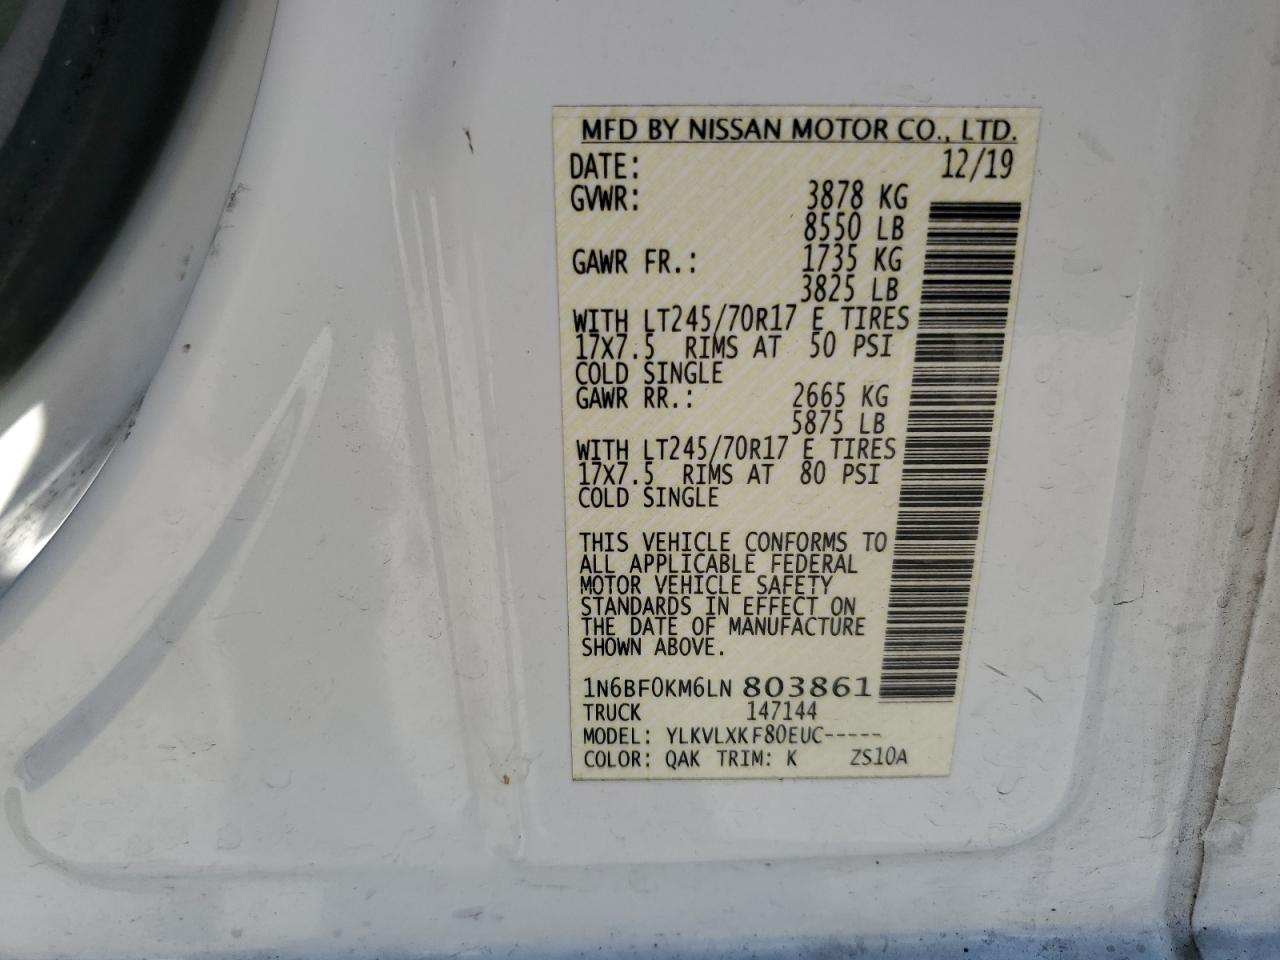 MFD BY NISSAN MOTOR CO., LTD.
DATE: 12/19
GVWR: 3878 KG
8550 LB
GAWR FR.: 1735 KG
3825 LB
WITH LT245/70R17 E TIRES
17X7.5 RIMS AT 50 PSI
COLD SINGLE
GAWR RR.: 2665 KG
5875 LB
WITH LT245/70R17 E TIRES
17X7.5 RIMS AT 80 PSI
COLD SINGLE
THIS VEHICLE CONFORMS TO
ALL APPLICABLE FEDERAL
MOTOR VEHICLE SAFETY
STANDARDS IN EFFECT ON
THE DATE OF MANUFACTURE
SHOWN ABOVE.
1N6BF0KM6LN 803861
TRUCK 147144
MODEL: YLKVLXKF80EUC-----
COLOR: QAK TRIM: K ZS10A